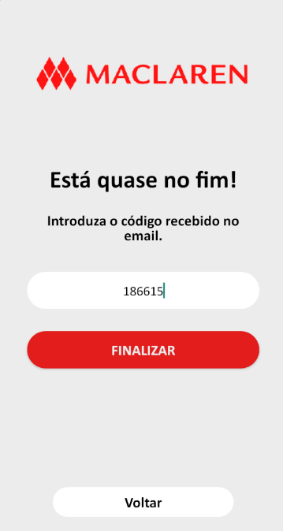 MACLAREN
Está quase no fim!
Introduza o código recebido no
email.
186615
FINALIZAR
Voltar